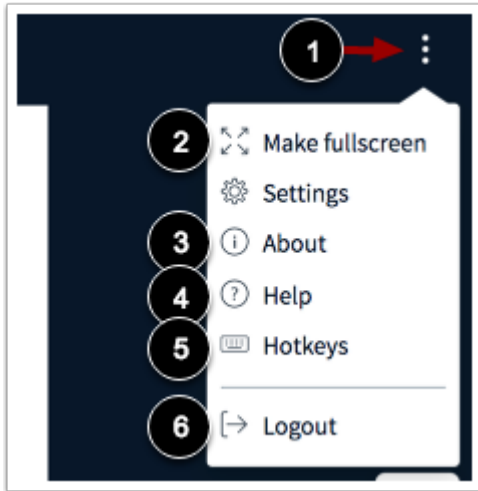 1
2 Make fullscreen
Settings
3 About
4 Help
5 Hotkeys
6 Logout